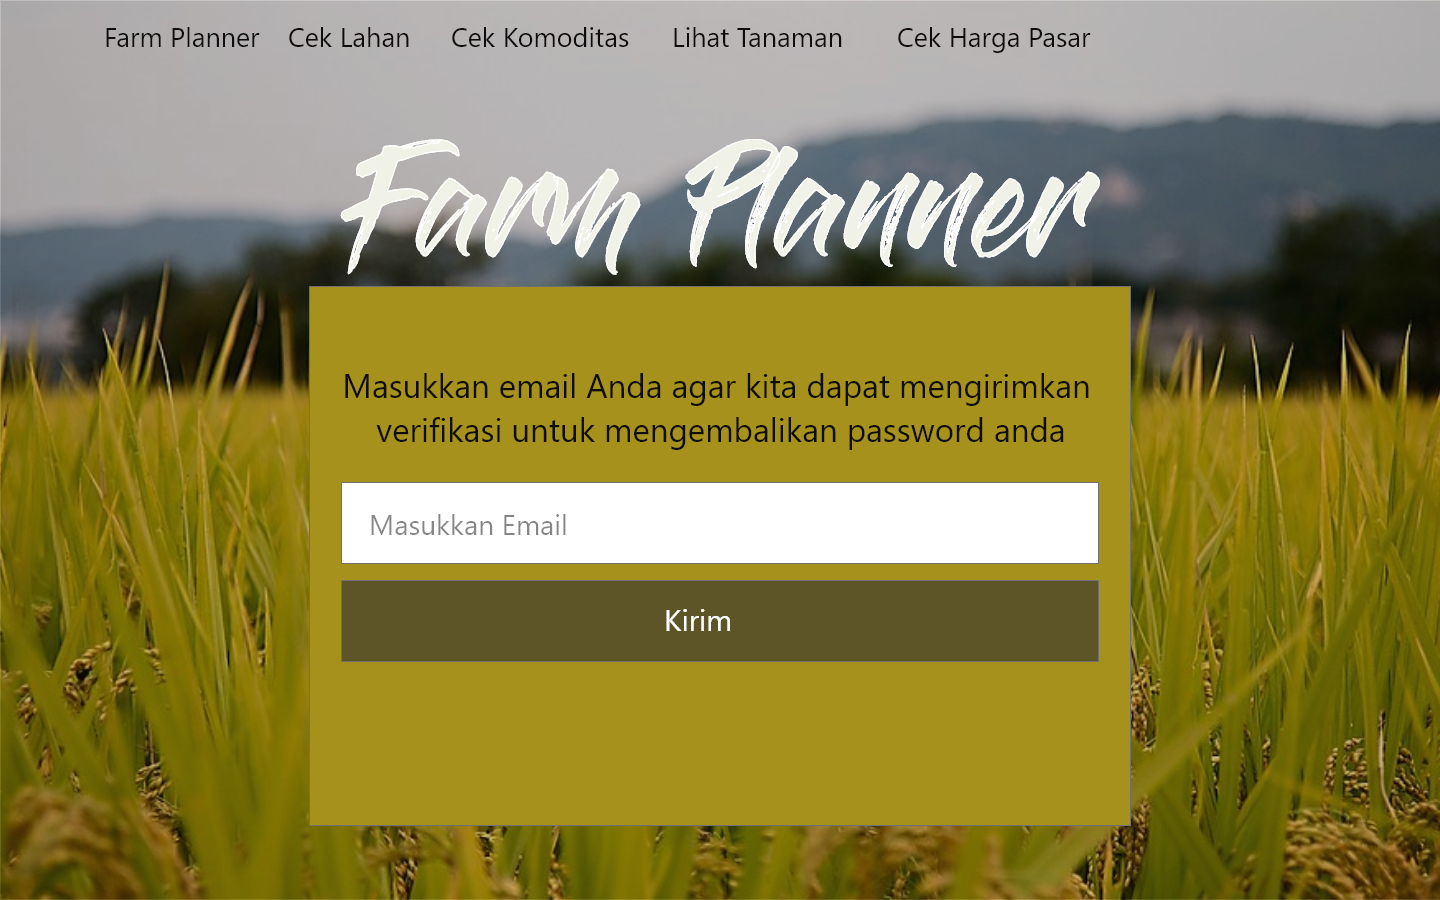 Farm Planner Cek Lahan Cek Komoditas Lihat Tanaman Cek Harga Pasar
Farm Planner
Masukkan email Anda agar kita dapat mengirimkan
verifikasi untuk mengembalikan password anda
Masukkan Email
Kirim